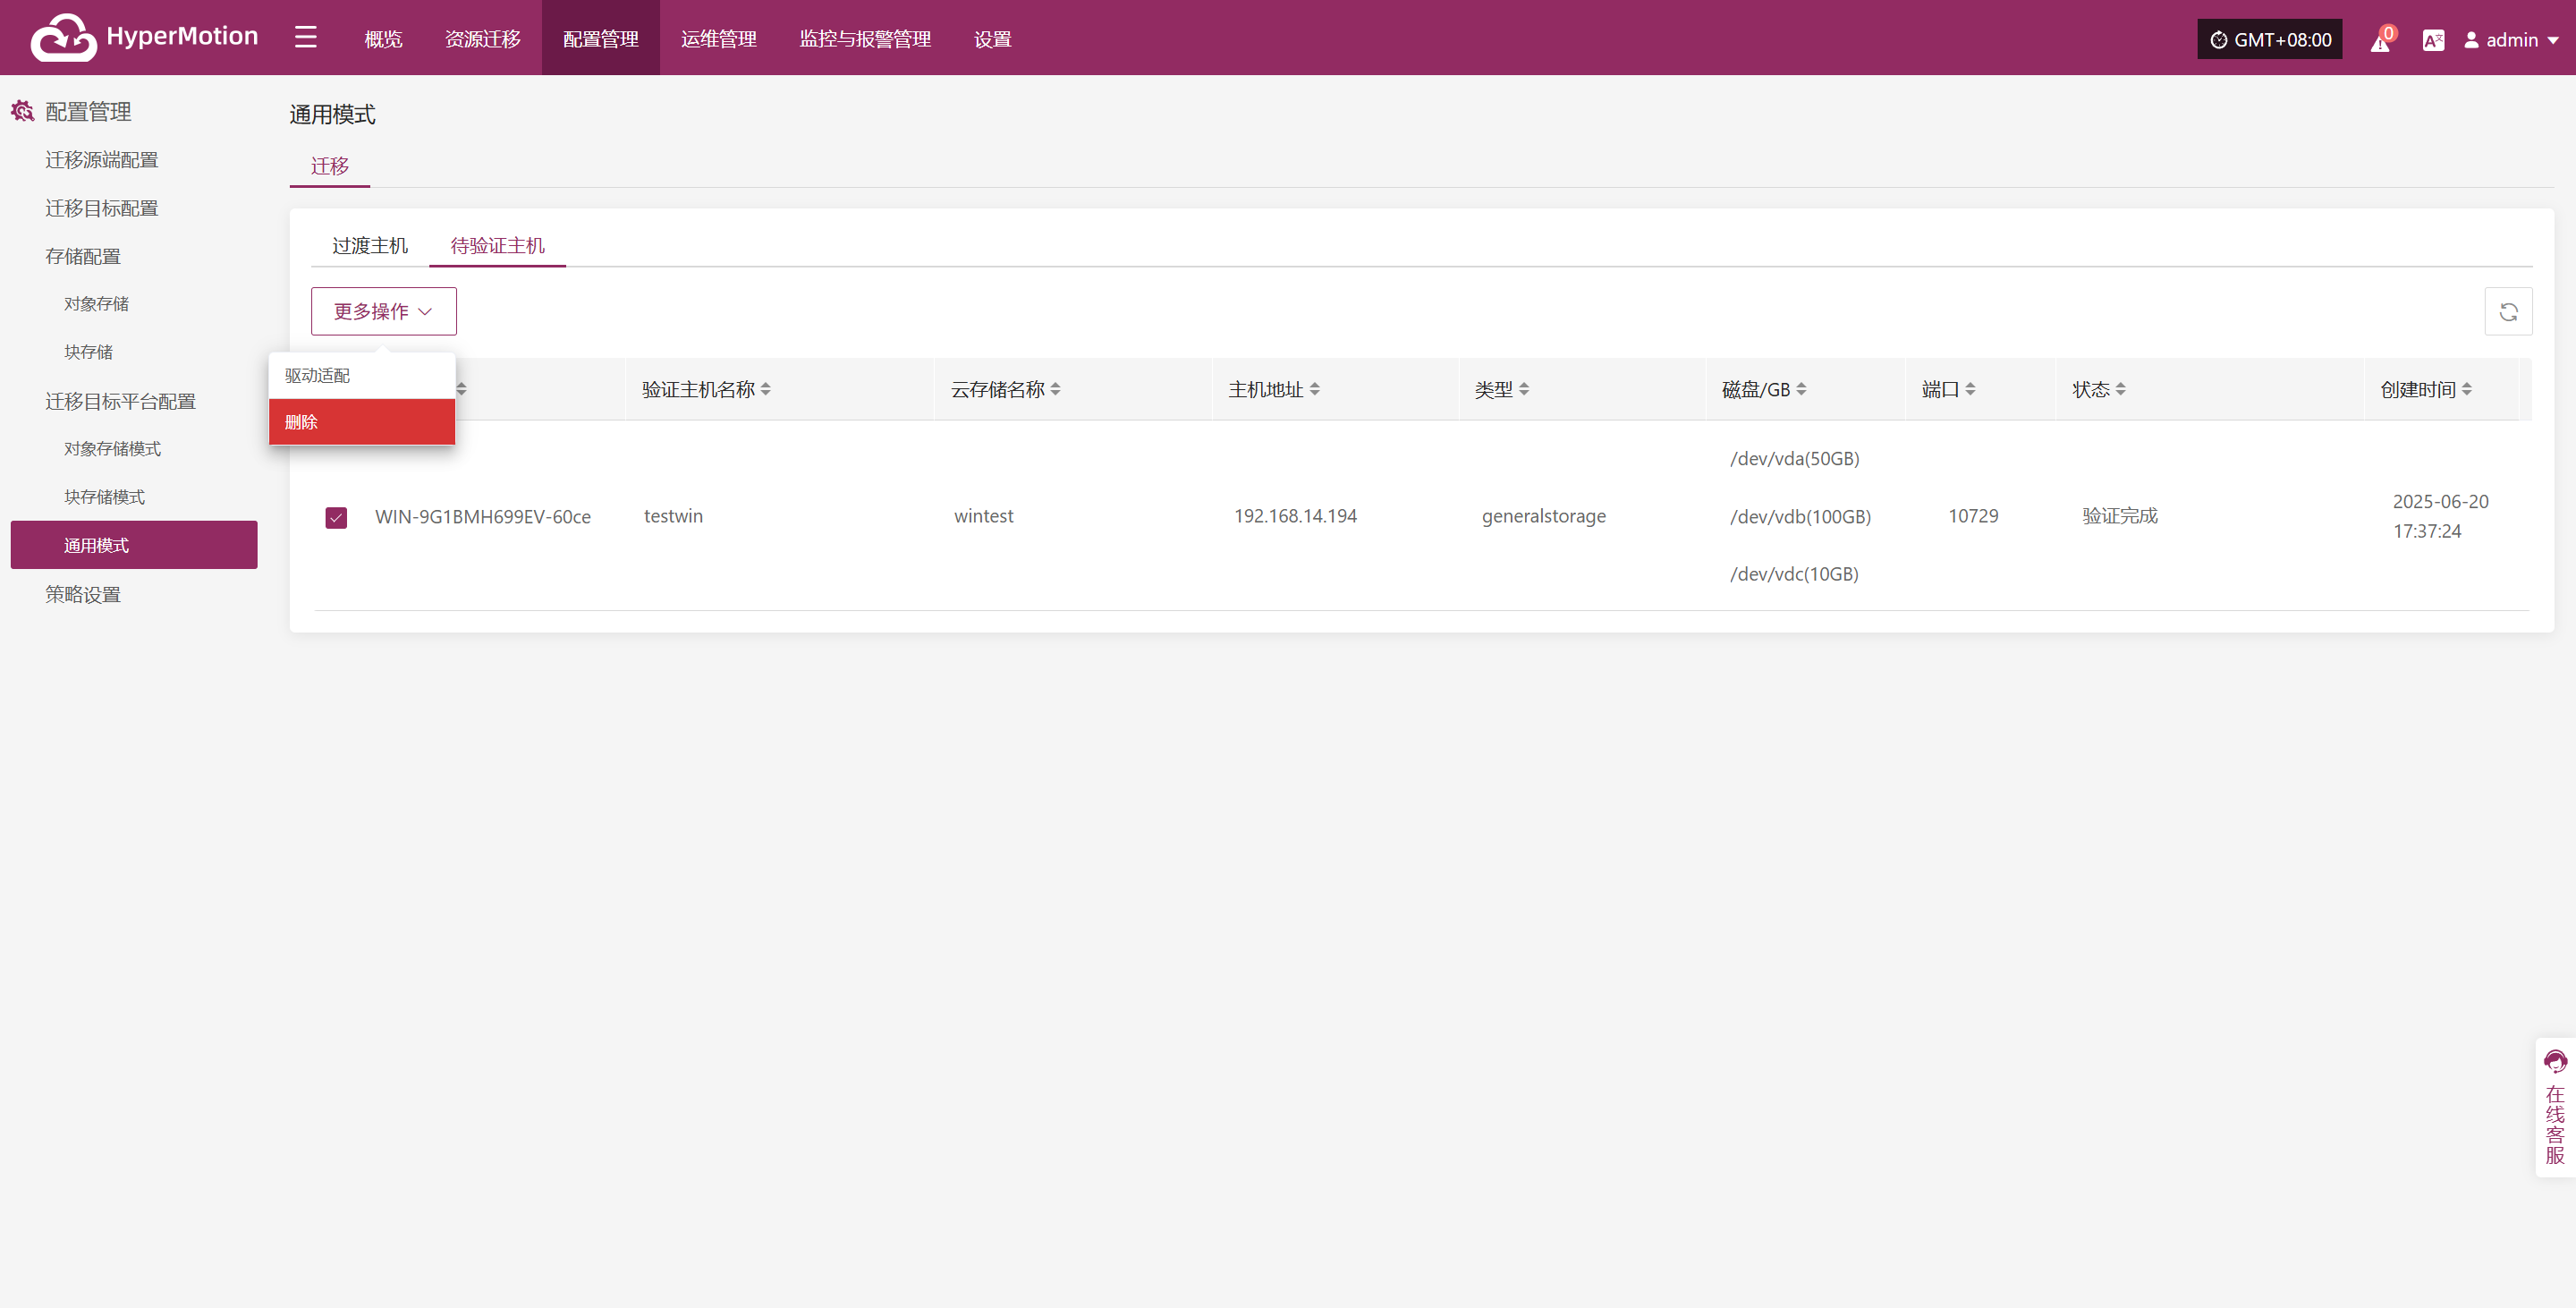 HyperMotion
概览
资源迁移
配置管理
运维管理
监控与报警管理
设置
GMT+08:00
0
admin
配置管理
迁移源端配置
迁移目标配置
存储配置
对象存储
块存储
迁移目标平台配置
对象存储模式
块存储模式
通用模式
策略设置
通用模式
迁移
过渡主机
待验证主机
更多操作
驱动适配
删除
验证主机名称
云存储名称
主机地址
类型
磁盘/GB
端口
状态
创建时间
WIN-9G1BMH699EV-60ce
testwin
wintest
192.168.14.194
generalstorage
/dev/vda(50GB)
/dev/vdb(100GB)
/dev/vdc(10GB)
10729
验证完成
2025-06-20
17:37:24
在线客服